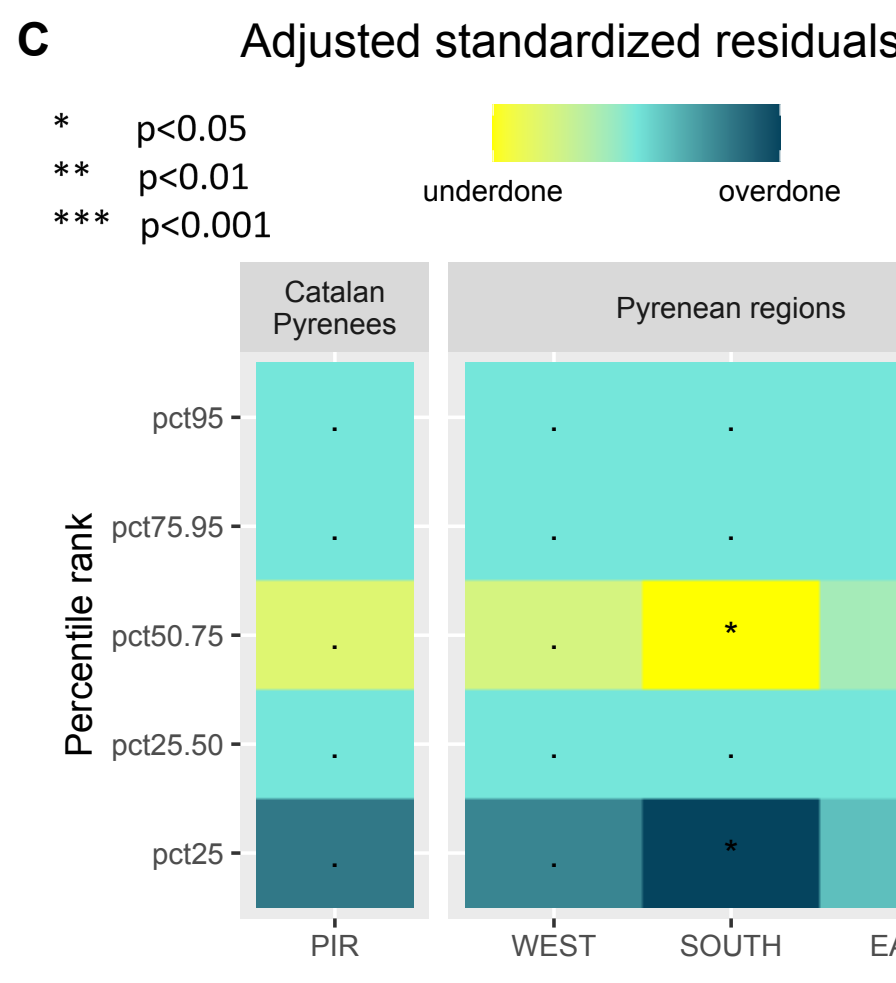 C
Adjusted standardized residuals
* p<0.05
** p<0.01
*** p<0.001
underdone overdone
Catalan
Pyrenees
Pyrenean regions
Percentile rank
pct95 . . .
pct75.95 . . .
pct50.75 . . *
pct25.50 . . .
pct25 . . *
PIR WEST SOUTH